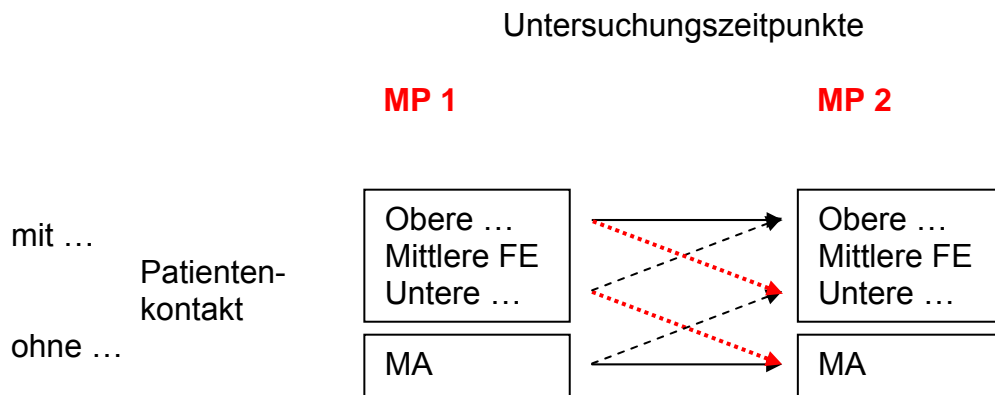 Untersuchungszeitpunkte
MP 1
MP 2
mit …
Patienten-
kontakt
ohne …
Obere …
Mittlere FE
Untere …
MA
Obere …
Mittlere FE
Untere …
MA